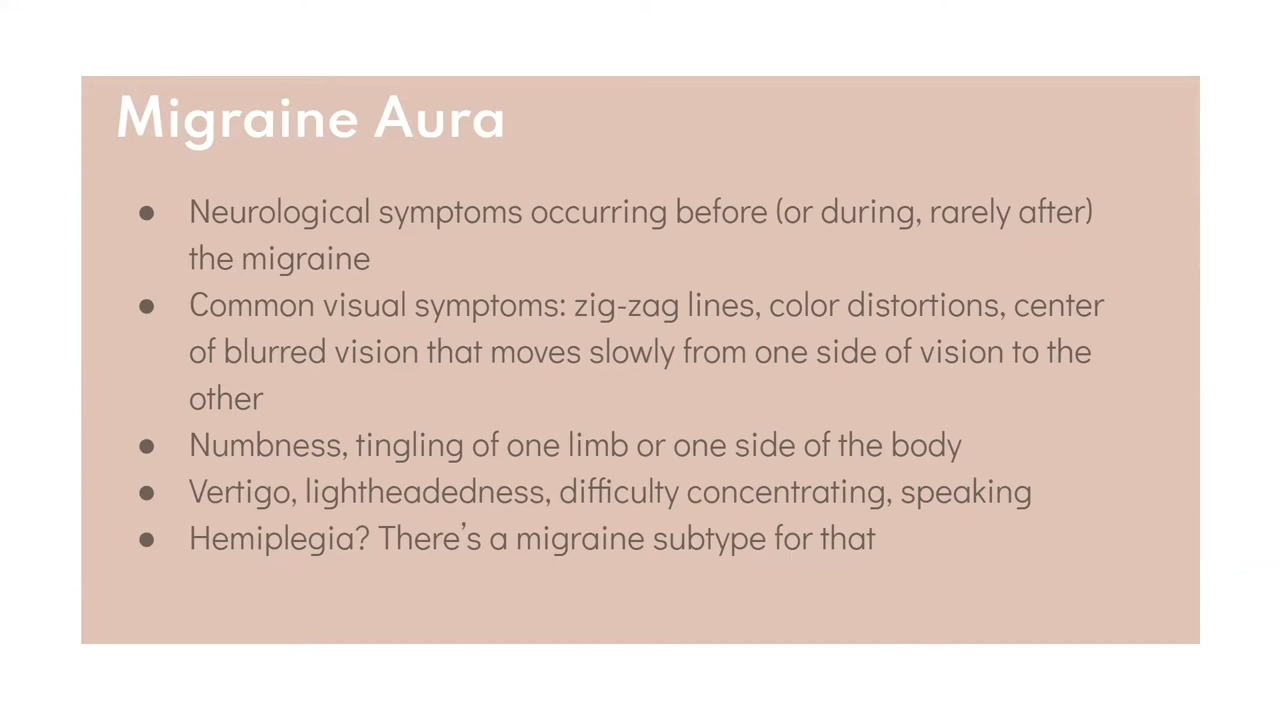 Migraine Aura
● Neurological symptoms occurring before (or during, rarely after)
the migraine
● Common visual symptoms: zig-zag lines, color distortions, center
of blurred vision that moves slowly from one side of vision to the
other
● Numbness, tingling of one limb or one side of the body
● Vertigo, lightheadedness, difficulty concentrating, speaking
● Hemiplegia? There’s a migraine subtype for that